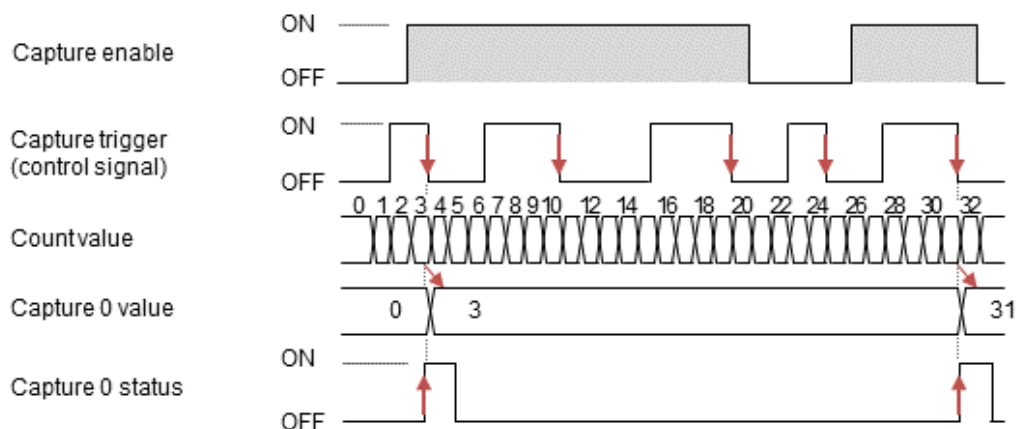 ON
Capture enable
OFF
ON
Capture trigger
(control signal)
OFF
0 1 2 3 4 5 6 7 8 9 10 12 14 16 18 20 22 24 26 28 30 32
Count value
Capture 0 value 0 3 31
ON
Capture 0 status
OFF